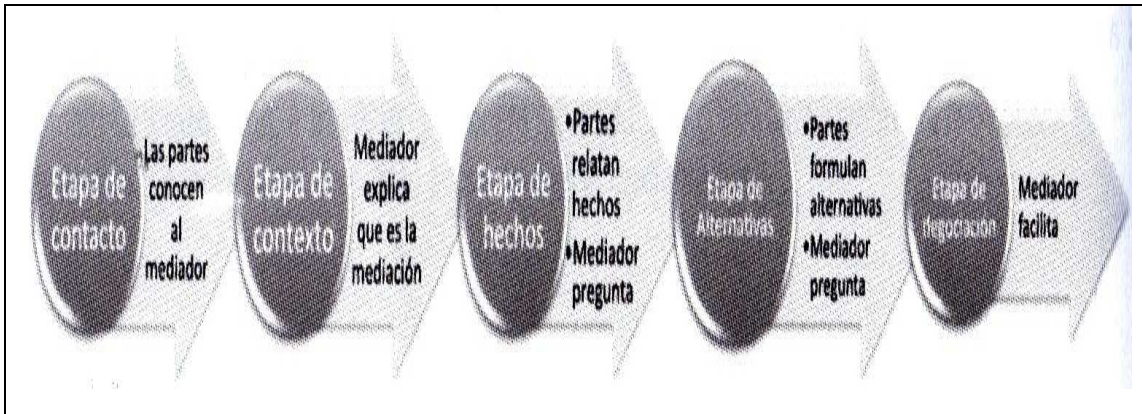 Etapa de
contacto
Las partes
conocen
al
mediador
Etapa de
contexto
Mediador
explica
que es la
mediación
Etapa de
hechos
•Partes
relatan
hechos
•Mediador
pregunta
Etapa de
Alternativas
•Partes
formulan
alternativas
•Mediador
pregunta
Etapa de
negociación
Mediador
facilita